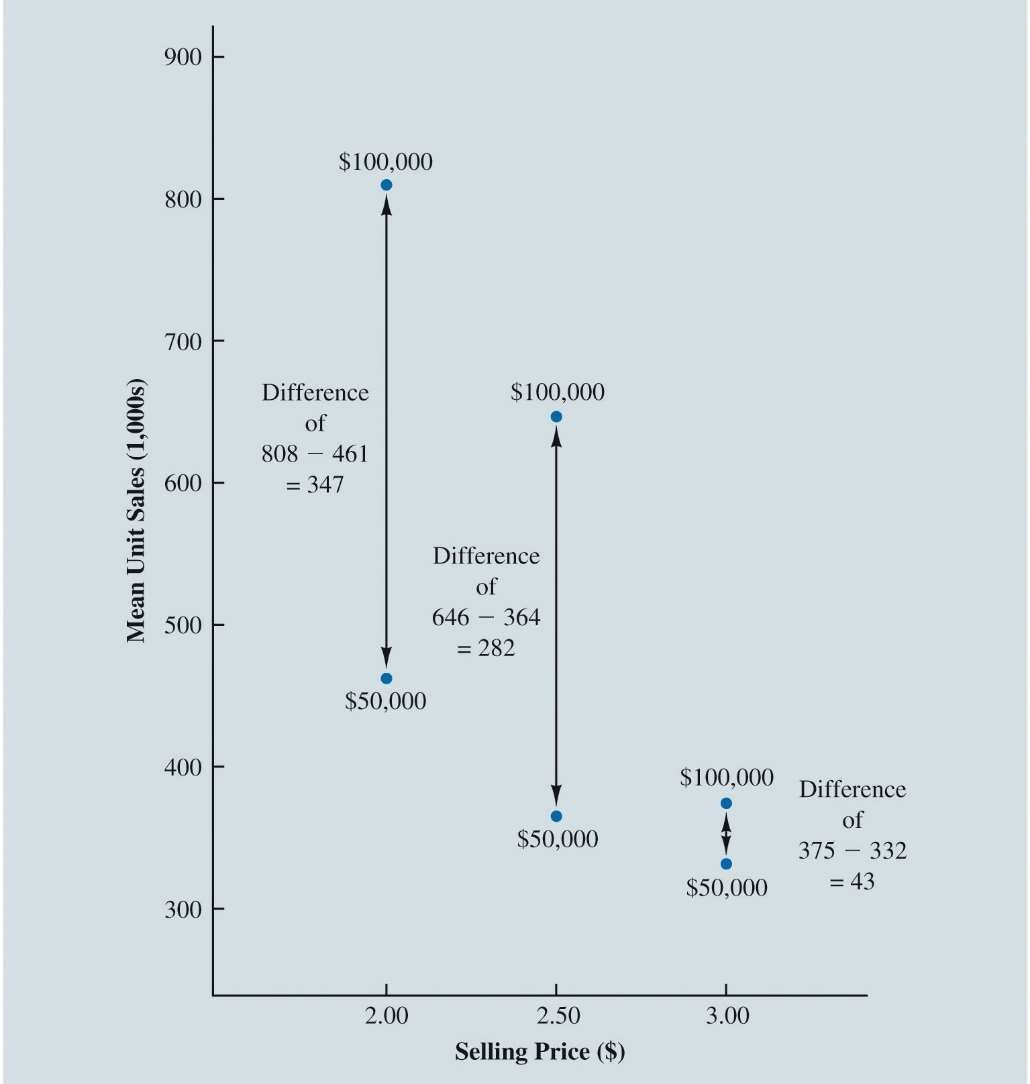 900
$100,000
800
700
Difference
of
808 − 461
= 347
$100,000
Mean Unit Sales (1,000s)
600
Difference
of
646 − 364
= 282
500
$50,000
400
$100,000
Difference
of
375 − 332
= 43
$50,000
$50,000
300
2.00 2.50 3.00
Selling Price ($)